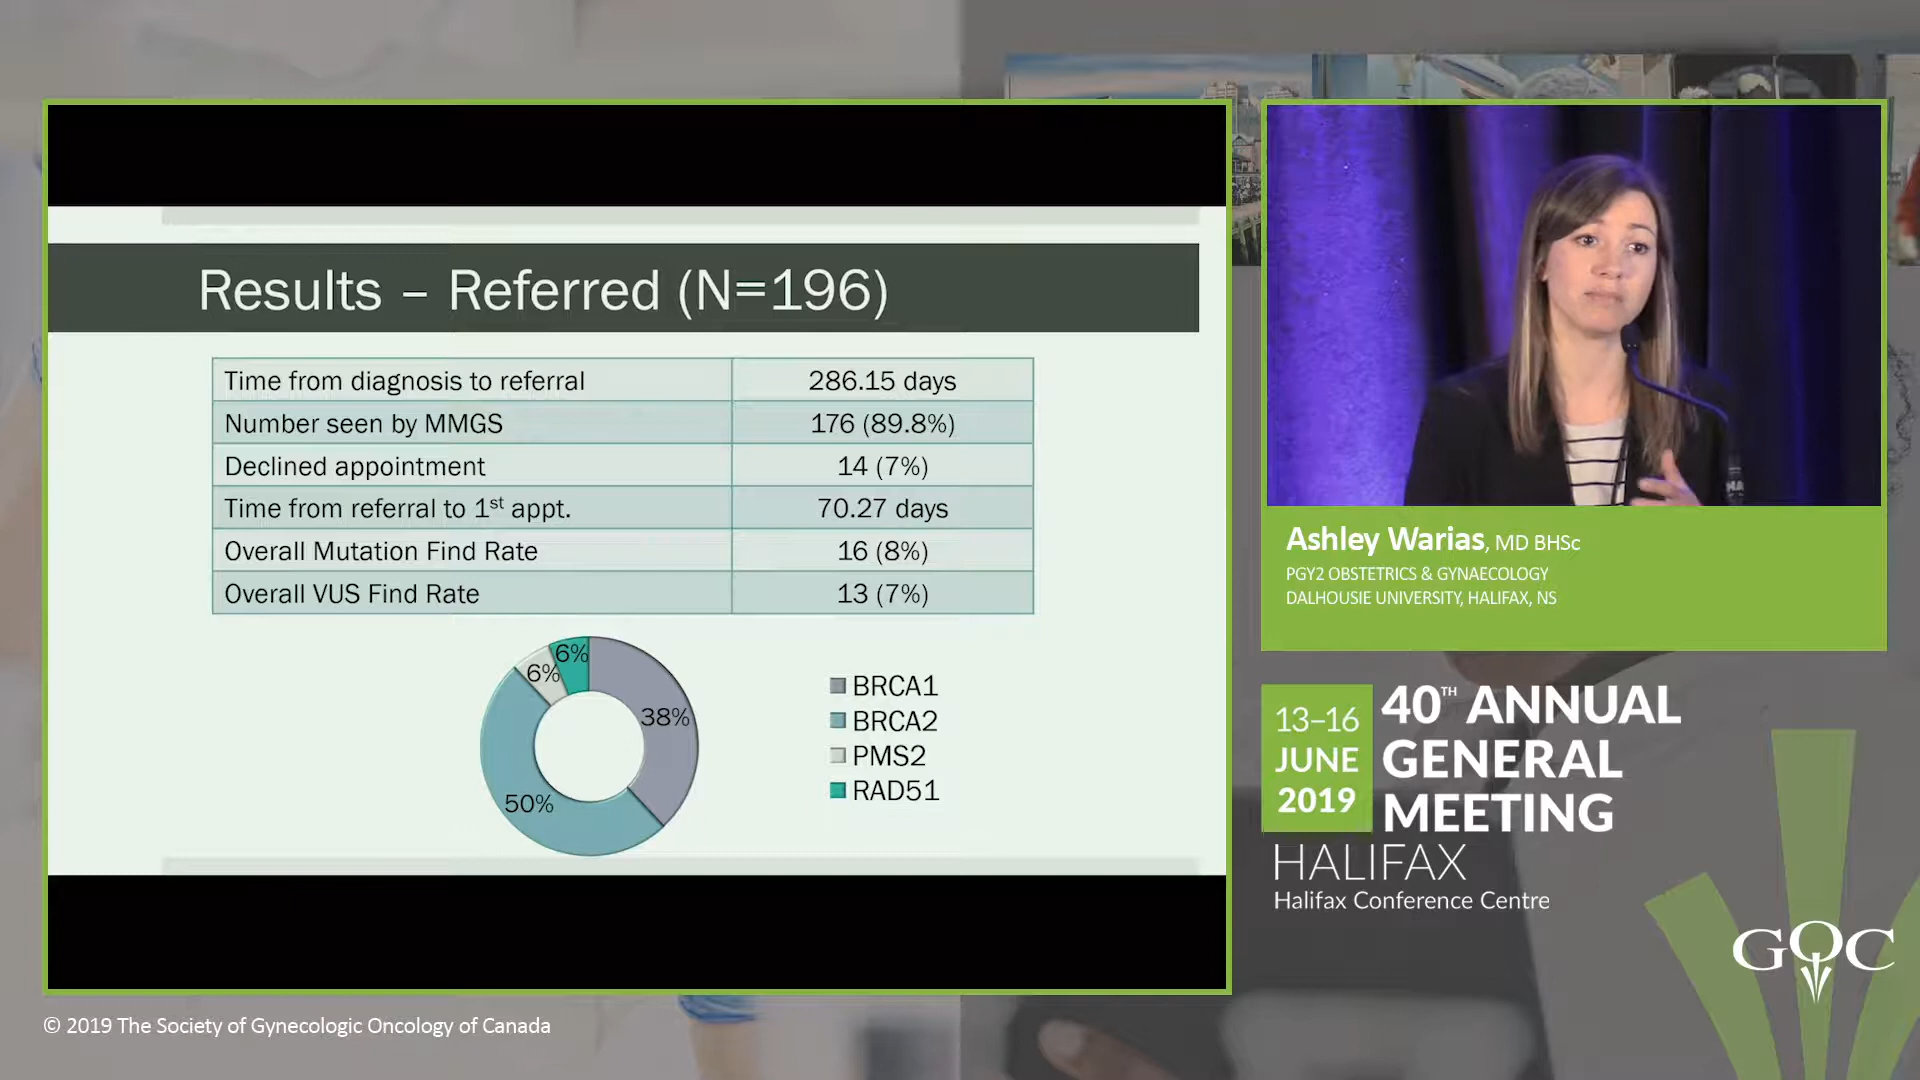 Results – Referred (N=196)
Time from diagnosis to referral 286.15 days
Number seen by MMGS 176 (89.8%)
Declined appointment 14 (7%)
Time from referral to 1st appt. 70.27 days
Overall Mutation Find Rate 16 (8%)
Overall VUS Find Rate 13 (7%)
6%
6%
38%
50%
BRCA1
BRCA2
PMS2
RAD51
Ashley Warias, MD BHSc
PGY2 OBSTETRICS & GYNAECOLOGY
DALHOUSIE UNIVERSITY, HALIFAX, NS
13–16
JUNE
2019
40TH ANNUAL
GENERAL
MEETING
HALIFAX
Halifax Conference Centre
GOC
© 2019 The Society of Gynecologic Oncology of Canada